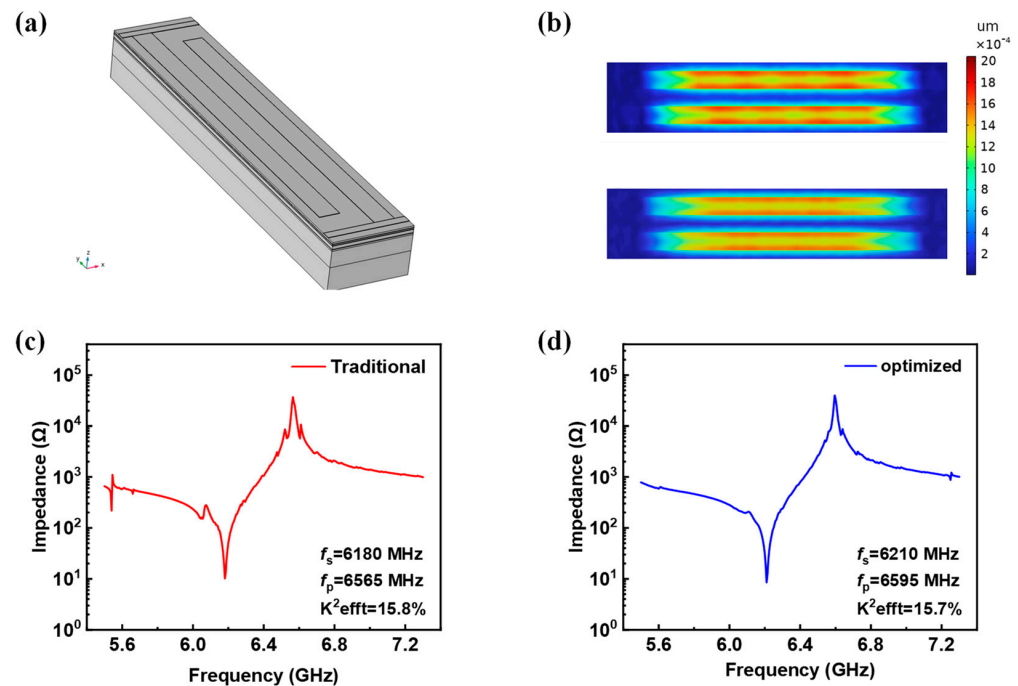 (a)
(b)
um
×10⁻⁴
20
18
16
14
12
10
8
6
4
2
y z x
(c)
Traditional
10⁵
10⁴
10³
10²
10¹
10⁰
Impedance (Ω)
fs=6180 MHz
fp=6565 MHz
K²efft=15.8%
5.6 6.0 6.4 6.8 7.2
Frequency (GHz)
(d)
optimized
10⁵
10⁴
10³
10²
10¹
10⁰
Impedance (Ω)
fs=6210 MHz
fp=6595 MHz
K²efft=15.7%
5.6 6.0 6.4 6.8 7.2
Frequency (GHz)